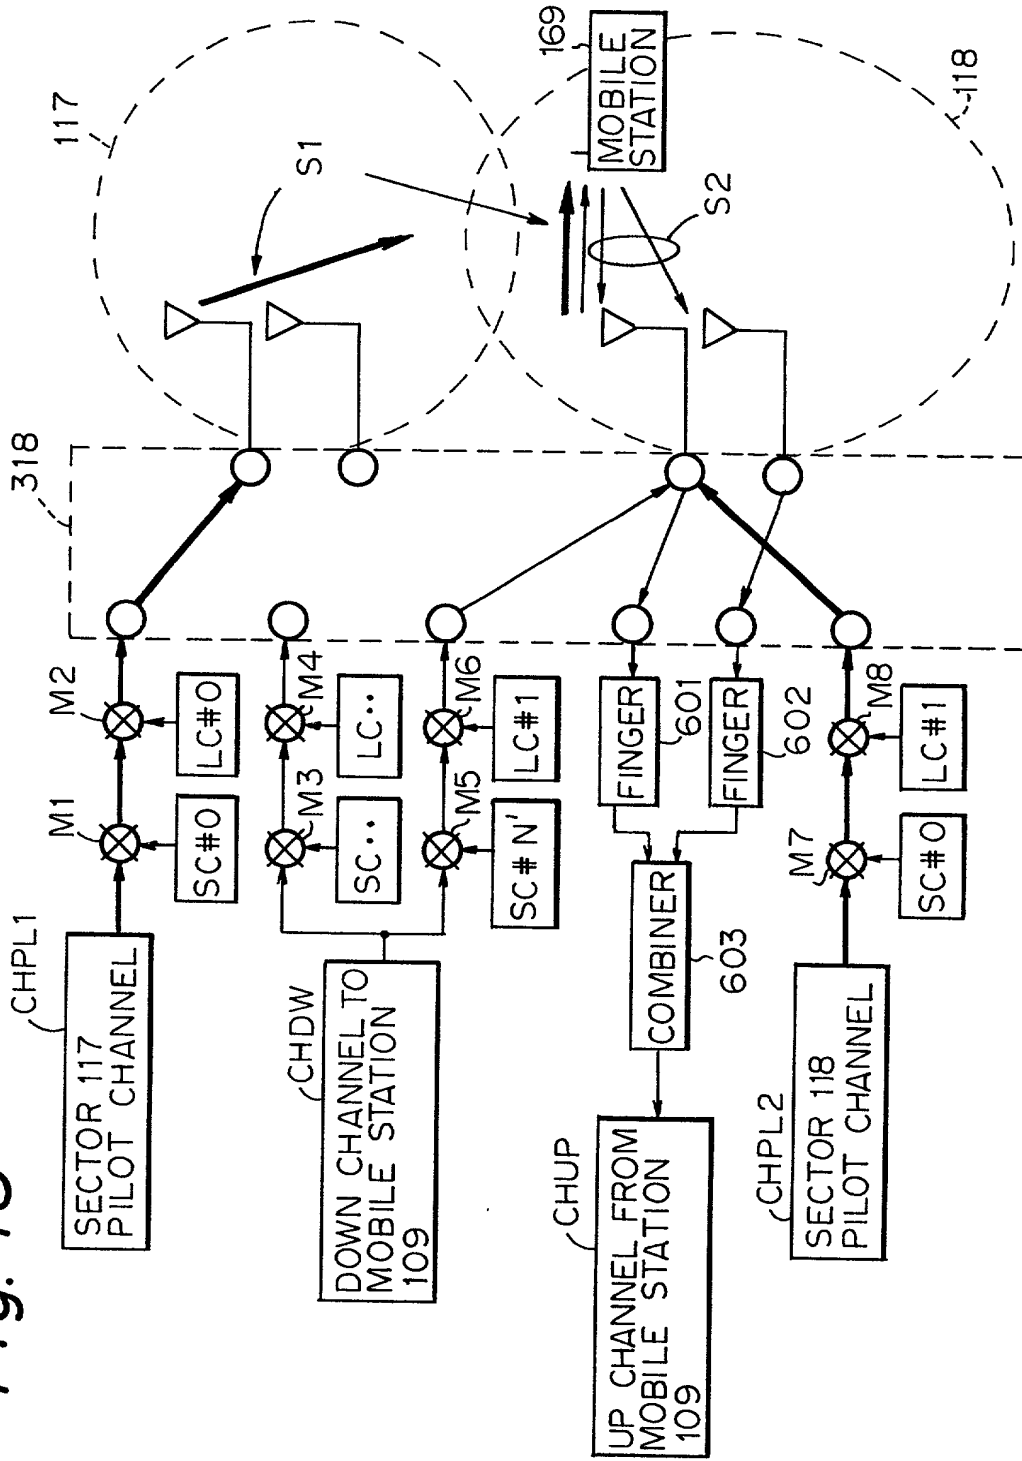 CHPL1
SECTOR 117
PILOT CHANNEL
M1
M2
SC#0
LC#0
318
117
S1
CHDW
DOWN CHANNEL TO
MOBILE STATION
109
M3
M4
SC··
LC··
M5
M6
SC# N'
LC#1
169
MOBILE
STATION
S2
118
CHUP
UP CHANNEL FROM
MOBILE STATION
109
COMBINER
603
FINGER
601
FINGER
602
CHPL2
SECTOR 118
PILOT CHANNEL
M7
M8
SC#0
LC#1